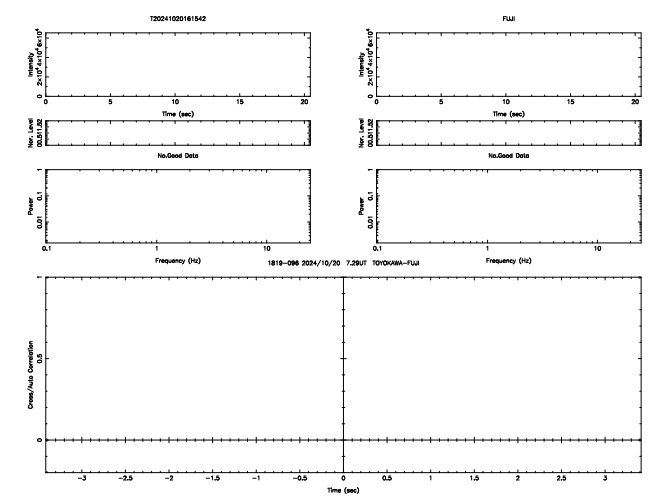 T20241020161542
FUJI
Intensity
0 2×10⁴ 4×10⁴ 6×10⁴
0 5 10 15 20
Time (sec)
Intensity
0 2×10⁴ 4×10⁴ 6×10⁴
0 5 10 15 20
Time (sec)
Nor. Level
00.511.52
Nor. Level
00.511.52
No.Good Data
No.Good Data
Power
1
0.1
0.01
0.1 1 10
Frequency (Hz)
Power
1
0.1
0.01
0.1 1 10
Frequency (Hz)
1819-096 2024/10/20 7.29UT TOYOKAWA-FUJI
Cross/Auto Correlation
1
0.5
0
-3 -2.5 -2 -1.5 -1 -0.5 0 0.5 1 1.5 2 2.5 3
Time (sec)